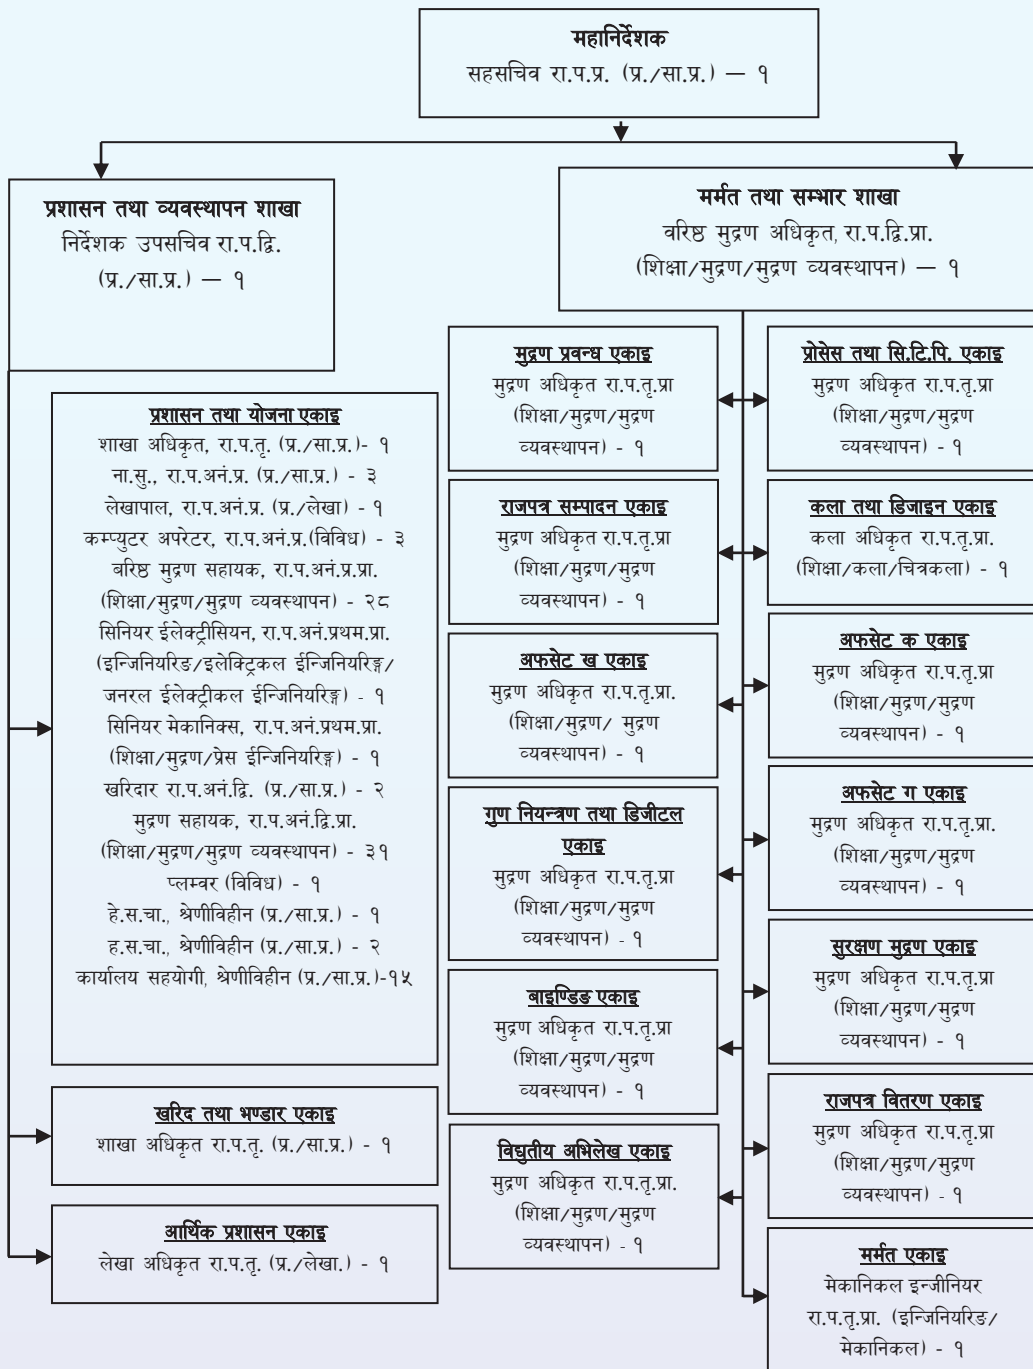 महानिर्देशक
सहसचिव रा.प.प्र. (प्र./सा.प्र.) — १
प्रशासन तथा व्यवस्थापन शाखा
निर्देशक उपसचिव रा.प.द्वि.
(प्र./सा.प्र.) — १
मर्मत तथा सम्भार शाखा
वरिष्ठ मुद्रण अधिकृत, रा.प.द्वि.प्रा.
(शिक्षा/मुद्रण/मुद्रण व्यवस्थापन) — १
प्रशासन तथा योजना एकाइ
शाखा अधिकृत, रा.प.तृ. (प्र./सा.प्र.)- १
ना.सु., रा.प.अनं.प्र. (प्र./सा.प्र.) - ३
लेखापाल, रा.प.अनं.प्र. (प्र./लेखा) - १
कम्प्युटर अपरेटर, रा.प.अनं.प्र.(विविध) - ३
बरिष्ठ मुद्रण सहायक, रा.प.अनं.प्र.प्रा.
(शिक्षा/मुद्रण/मुद्रण व्यवस्थापन) - २८
सिनियर ईलेक्ट्रीसियन, रा.प.अनं.प्रथम.प्रा.
(इन्जिनियरिङ/इलेक्ट्रिकल ईन्जिनियरिङ्ग/
जनरल ईलेक्ट्रीकल ईन्जिनियरिङ्ग) - १
सिनियर मेकानिक्स, रा.प.अनं.प्रथम.प्रा.
(शिक्षा/मुद्रण/प्रेस ईन्जिनियरिङ्ग) - १
खरिदार रा.प.अनं.द्वि. (प्र./सा.प्र.) - २
मुद्रण सहायक, रा.प.अनं.द्वि.प्रा.
(शिक्षा/मुद्रण/मुद्रण व्यवस्थापन) - ३१
प्लम्वर (विविध) - १
हे.स.चा., श्रेणीविहीन (प्र./सा.प्र.) - १
ह.स.चा., श्रेणीविहीन (प्र./सा.प्र.) - २
कार्यालय सहयोगी, श्रेणीविहीन (प्र./सा.प्र.)-१५
खरिद तथा भण्डार एकाइ
शाखा अधिकृत रा.प.तृ. (प्र./सा.प्र.) - १
आर्थिक प्रशासन एकाइ
लेखा अधिकृत रा.प.तृ. (प्र./लेखा.) - १
मुद्रण प्रवन्ध एकाइ
मुद्रण अधिकृत रा.प.तृ.प्रा
(शिक्षा/मुद्रण/मुद्रण
व्यवस्थापन) - १
राजपत्र सम्पादन एकाइ
मुद्रण अधिकृत रा.प.तृ.प्रा
(शिक्षा/मुद्रण/मुद्रण
व्यवस्थापन) - १
अफसेट ख एकाइ
मुद्रण अधिकृत रा.प.तृ.प्रा.
(शिक्षा/मुद्रण/ मुद्रण
व्यवस्थापन) - १
गुण नियन्त्रण तथा डिजीटल
एकाइ
मुद्रण अधिकृत रा.प.तृ.प्रा
(शिक्षा/मुद्रण/मुद्रण
व्यवस्थापन) - १
बाइण्डिङ एकाइ
मुद्रण अधिकृत रा.प.तृ.प्रा
(शिक्षा/मुद्रण/मुद्रण
व्यवस्थापन) - १
विद्युतीय अभिलेख एकाइ
मुद्रण अधिकृत रा.प.तृ.प्रा.
(शिक्षा/मुद्रण/मुद्रण
व्यवस्थापन) - १
प्रोसेस तथा सि.टि.पि. एकाइ
मुद्रण अधिकृत रा.प.तृ.प्रा
(शिक्षा/मुद्रण/मुद्रण
व्यवस्थापन) - १
कला तथा डिजाइन एकाइ
कला अधिकृत रा.प.तृ.प्रा.
(शिक्षा/कला/चित्रकला) - १
अफसेट क एकाइ
मुद्रण अधिकृत रा.प.तृ.प्रा
(शिक्षा/मुद्रण/मुद्रण
व्यवस्थापन) - १
अफसेट ग एकाइ
मुद्रण अधिकृत रा.प.तृ.प्रा.
(शिक्षा/मुद्रण/मुद्रण
व्यवस्थापन) - १
सुरक्षण मुद्रण एकाइ
मुद्रण अधिकृत रा.प.तृ.प्रा
(शिक्षा/मुद्रण/मुद्रण
व्यवस्थापन) - १
राजपत्र वितरण एकाइ
मुद्रण अधिकृत रा.प.तृ.प्रा
(शिक्षा/मुद्रण/मुद्रण
व्यवस्थापन) - १
मर्मत एकाइ
मेकानिकल इन्जीनियर
रा.प.तृ.प्रा. (इन्जिनियरिङ/
मेकानिकल) - १